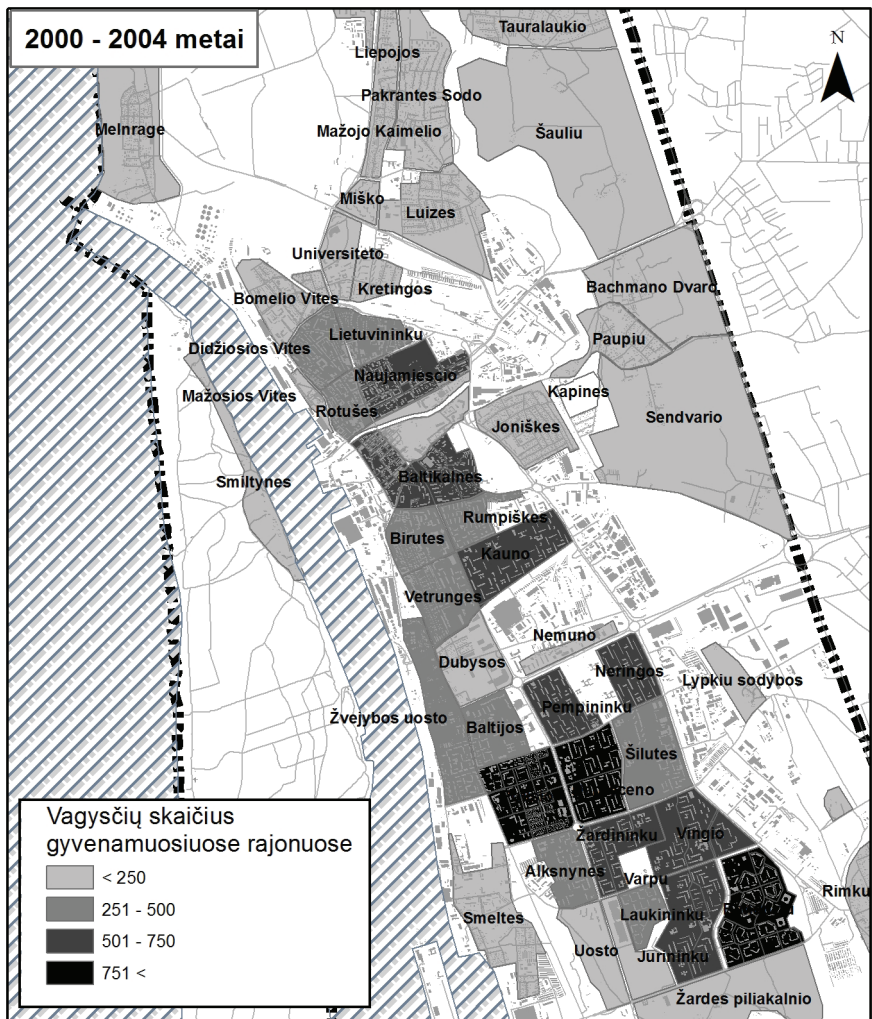 2000 - 2004 metai
Tauralaukio
N
Liepojos
Pakrantes Sodo
Melnrage
Mažojo Kaimelio
Šauliu
Miško
Luizes
Universiteto
Kretingos
Bachmano Dvaro
Bomelio Vites
Lietuvininku
Paupiu
Didžiosios Vites
Naujamiescio
Kapines
Mažosios Vites
Rotušes
Sendvario
Joniškes
Smiltynes
Baltikalnes
Rumpiškes
Birutes
Kauno
Vetrunges
Nemuno
Dubysos
Neringos
Lypkiu sodybos
Pempininku
Žvejybos uosto
Baltijos
Šilutes
Vagysčių skaičius
gyvenamuosiuose rajonuose
< 250
251 - 500
501 - 750
751 <
Žardininku
Vingio
Alksnynes
Varpu
Rimku
Smeltes
Laukininku
Uosto
Jurininku
Žardes piliakalnio